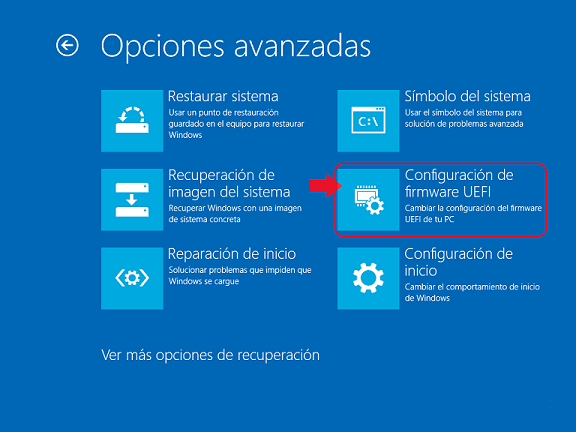 Opciones avanzadas
Restaurar sistema
Usar un punto de restauración
guardado en el equipo para restaurar
Windows
Símbolo del sistema
Usar el símbolo del sistema para
solución de problemas avanzada
C:\
Recuperación de
imagen del sistema
Recuperar Windows con una imagen
de sistema concreta
Configuración de
firmware UEFI
Cambiar la configuración del firmware
UEFI de tu PC
Reparación de inicio
Solucionar problemas que impiden que
Windows se cargue
Configuración de
inicio
Cambiar el comportamiento de inicio
de Windows
Ver más opciones de recuperación